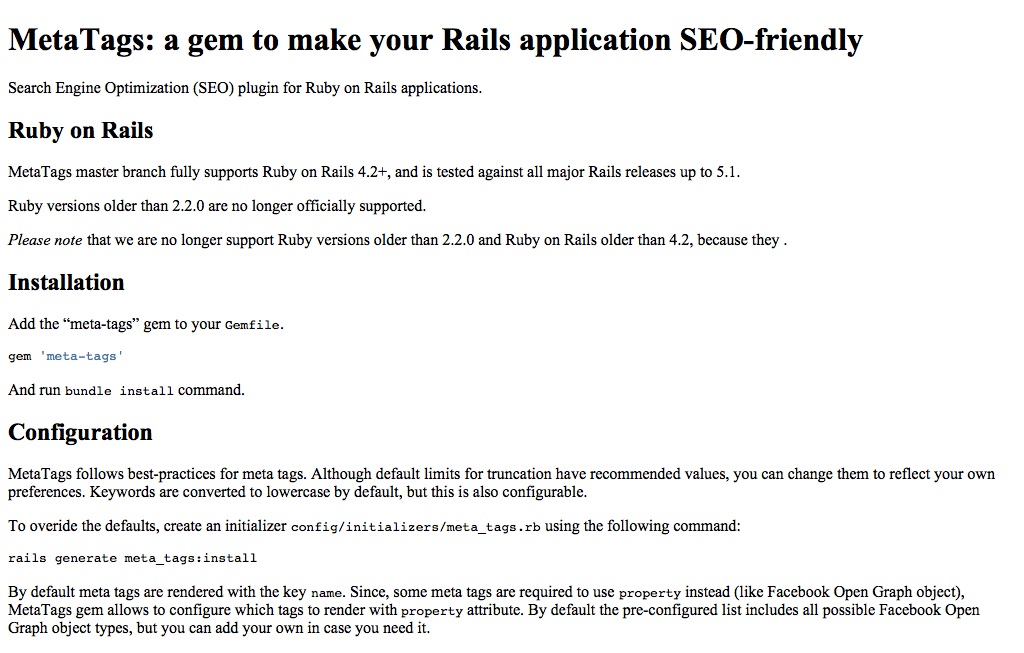 MetaTags: a gem to make your Rails application SEO-friendly
Search Engine Optimization (SEO) plugin for Ruby on Rails applications.
Ruby on Rails
MetaTags master branch fully supports Ruby on Rails 4.2+, and is tested against all major Rails releases up to 5.1.
Ruby versions older than 2.2.0 are no longer officially supported.
Please note that we are no longer support Ruby versions older than 2.2.0 and Ruby on Rails older than 4.2, because they .
Installation
Add the “meta-tags” gem to your Gemfile.
gem 'meta-tags'
And run bundle install command.
Configuration
MetaTags follows best-practices for meta tags. Although default limits for truncation have recommended values, you can change them to reflect your own
preferences. Keywords are converted to lowercase by default, but this is also configurable.
To overide the defaults, create an initializer config/initializers/meta_tags.rb using the following command:
rails generate meta_tags:install
By default meta tags are rendered with the key name. Since, some meta tags are required to use property instead (like Facebook Open Graph object),
MetaTags gem allows to configure which tags to render with property attribute. By default the pre-configured list includes all possible Facebook Open
Graph object types, but you can add your own in case you need it.